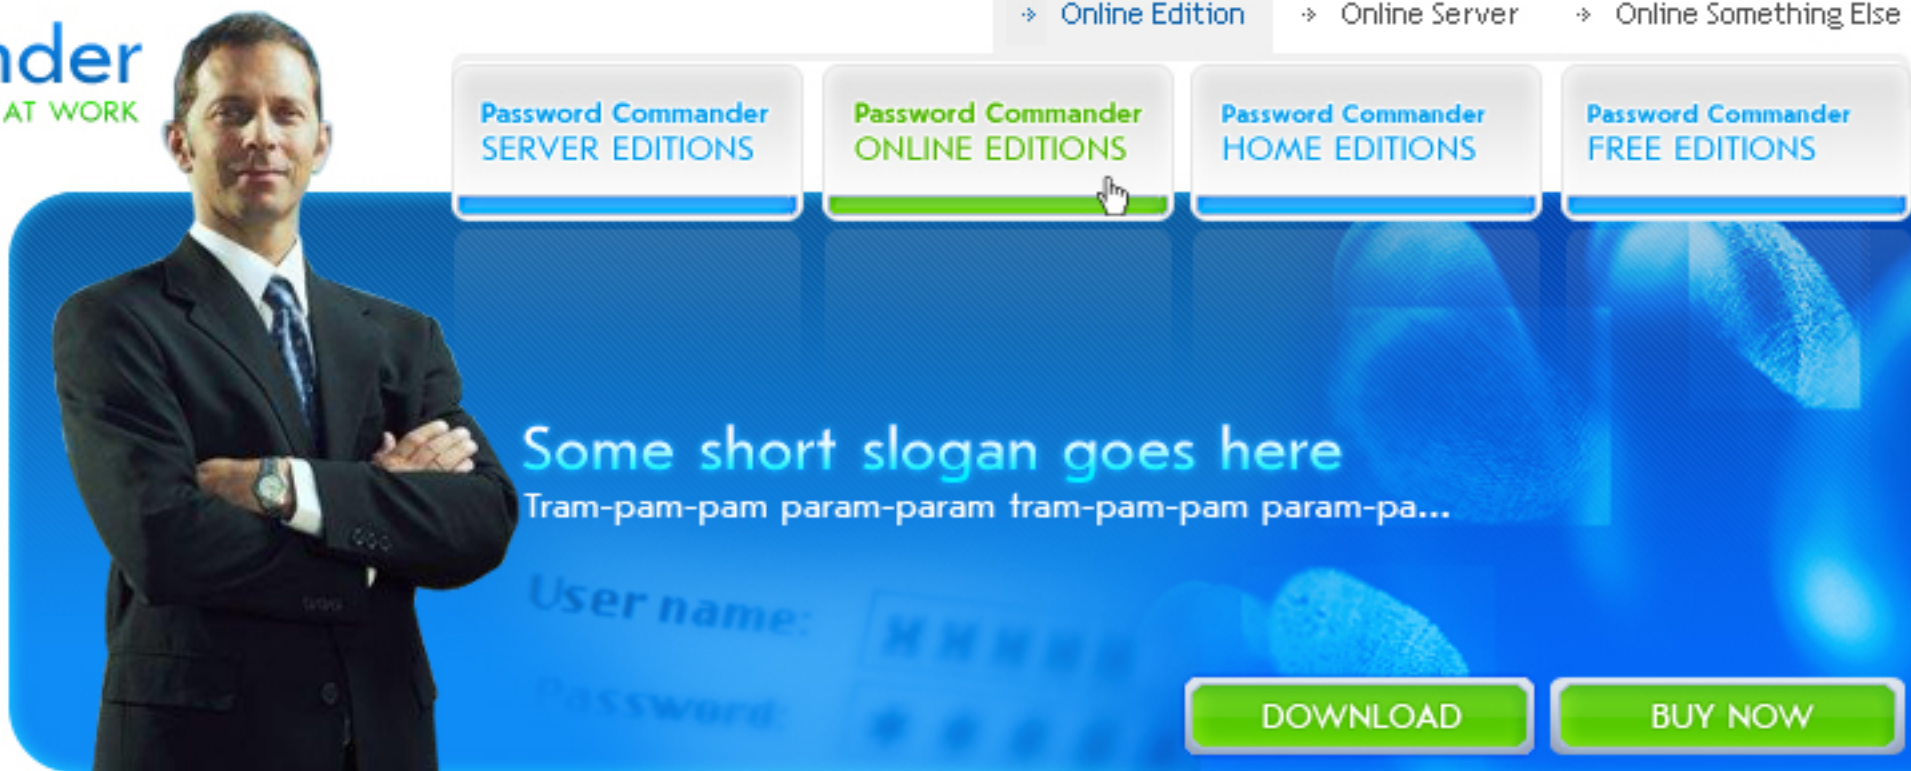 Online Edition
Online Server
Online Something Else
nder
AT WORK
Password Commander
SERVER EDITIONS
Password Commander
ONLINE EDITIONS
Password Commander
HOME EDITIONS
Password Commander
FREE EDITIONS
Some short slogan goes here
Tram-pam-pam param-param tram-pam-pam param-pa...
User name:
Password:
DOWNLOAD
BUY NOW